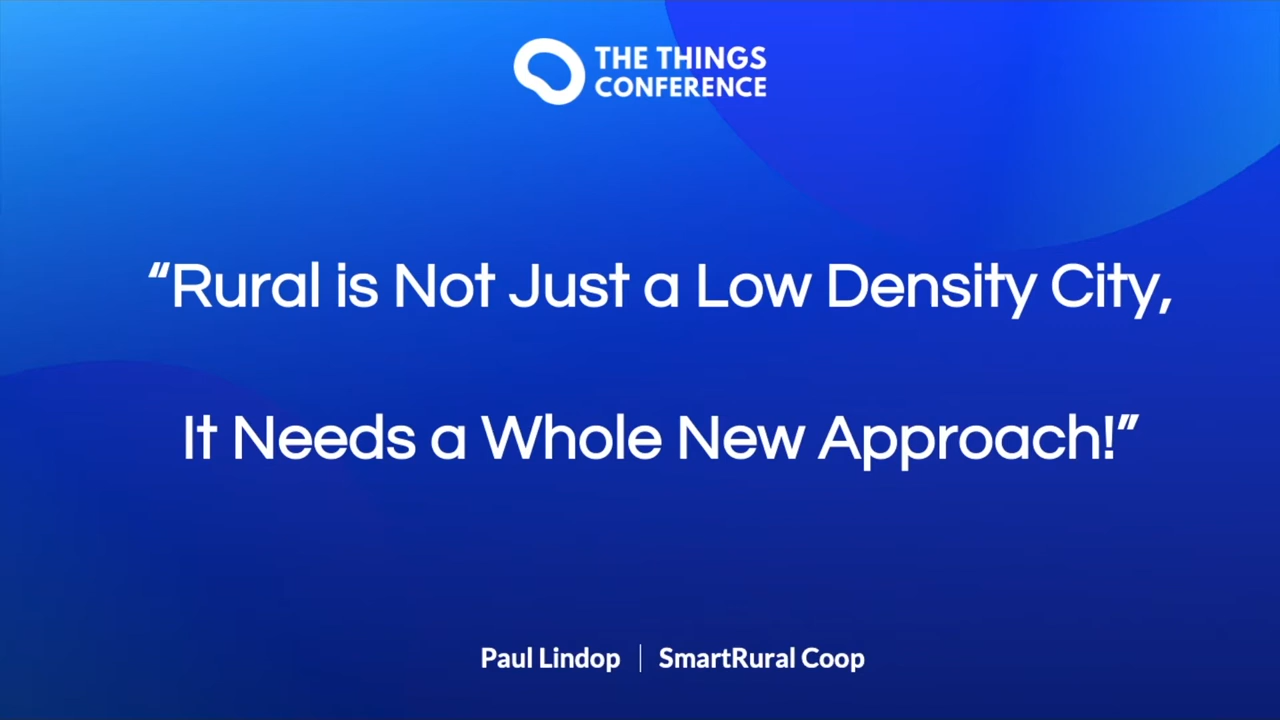 THE THINGS
CONFERENCE
“Rural is Not Just a Low Density City,
It Needs a Whole New Approach!”
Paul Lindop | SmartRural Coop